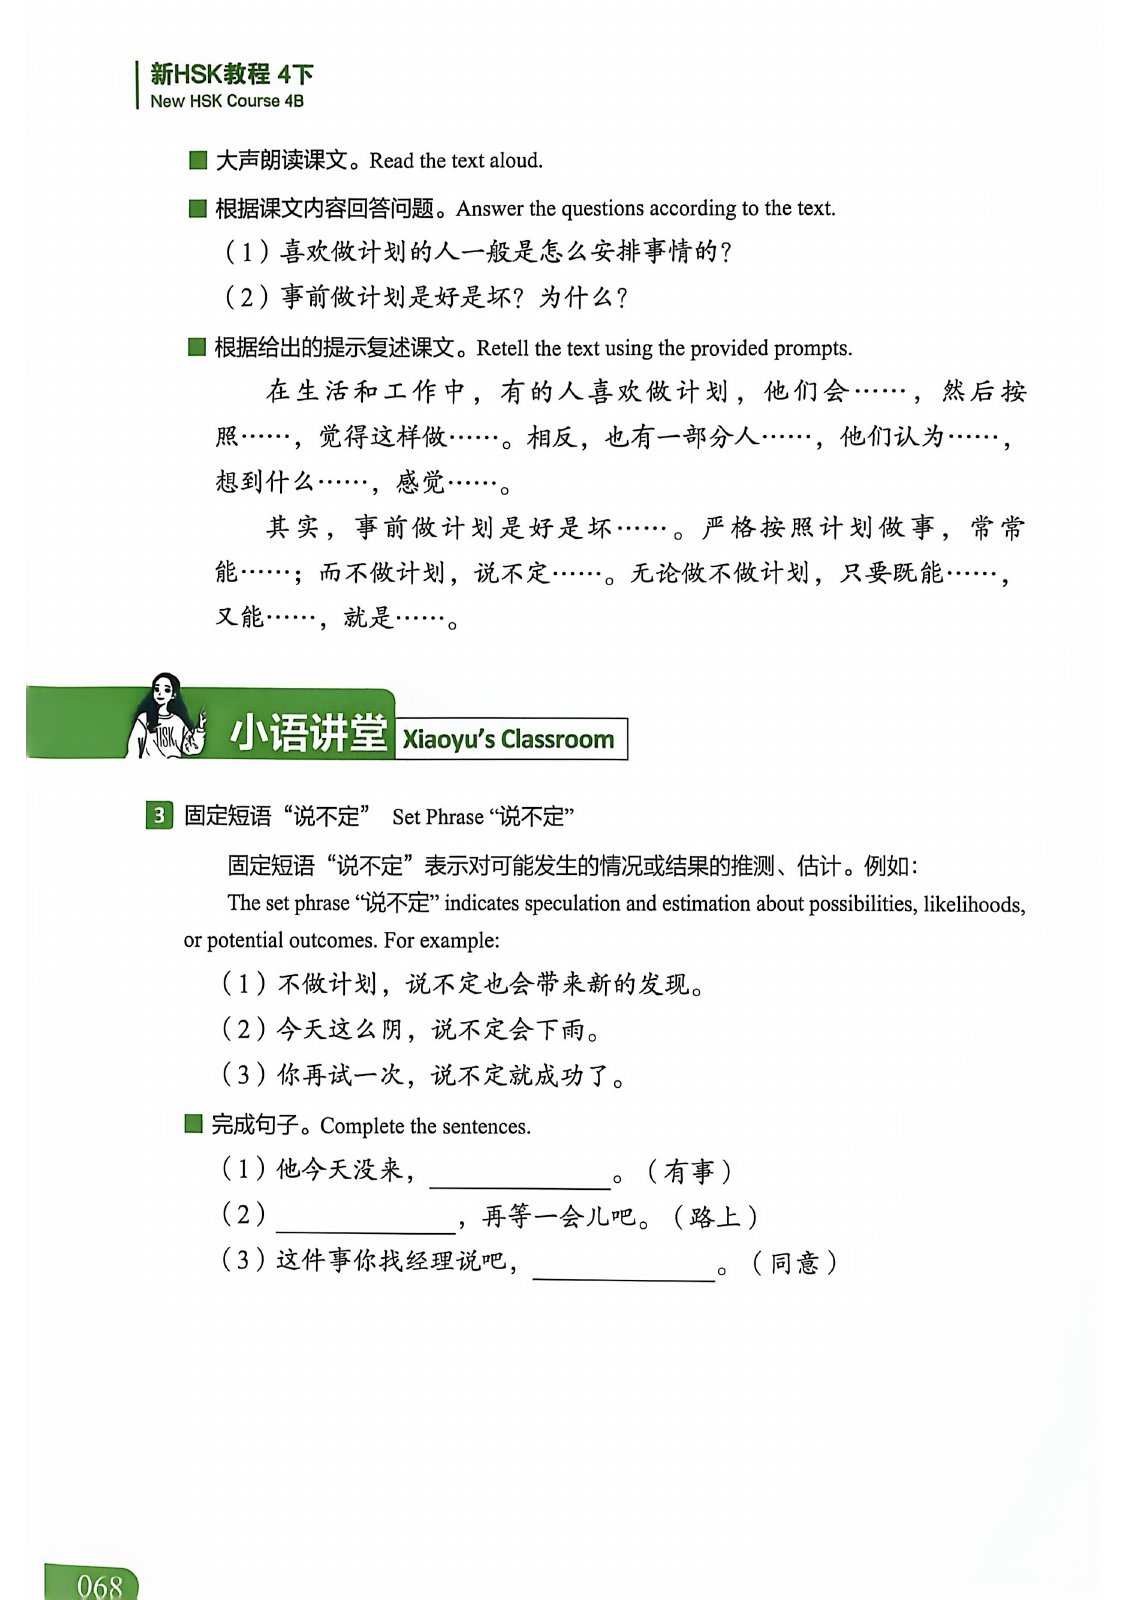 新HSK教程 4下
New HSK Course 4B
大声朗读课文。Read the text aloud.
根据课文内容回答问题。Answer the questions according to the text.
（1）喜欢做计划的人一般是怎么安排事情的？
（2）事前做计划是好是坏？为什么？
根据给出的提示复述课文。Retell the text using the provided prompts.
在生活和工作中，有的人喜欢做计划，他们会……，然后按
照……，觉得这样做……。相反，也有一部分人……，他们认为……，
想到什么……，感觉……。
其实，事前做计划是好是坏……。严格按照计划做事，常常
能……；而不做计划，说不定……。无论做不做计划，只要既能……，
又能……，就是……。
HSK
小语讲堂 Xiaoyu's Classroom
3 固定短语“说不定” Set Phrase “说不定”
固定短语“说不定”表示对可能发生的情况或结果的推测、估计。例如：
The set phrase “说不定” indicates speculation and estimation about possibilities, likelihoods,
or potential outcomes. For example:
（1）不做计划，说不定也会带来新的发现。
（2）今天这么阴，说不定会下雨。
（3）你再试一次，说不定就成功了。
完成句子。Complete the sentences.
（1）他今天没来，____________。（有事）
（2）____________，再等一会儿吧。（路上）
（3）这件事你找经理说吧，____________。（同意）
068